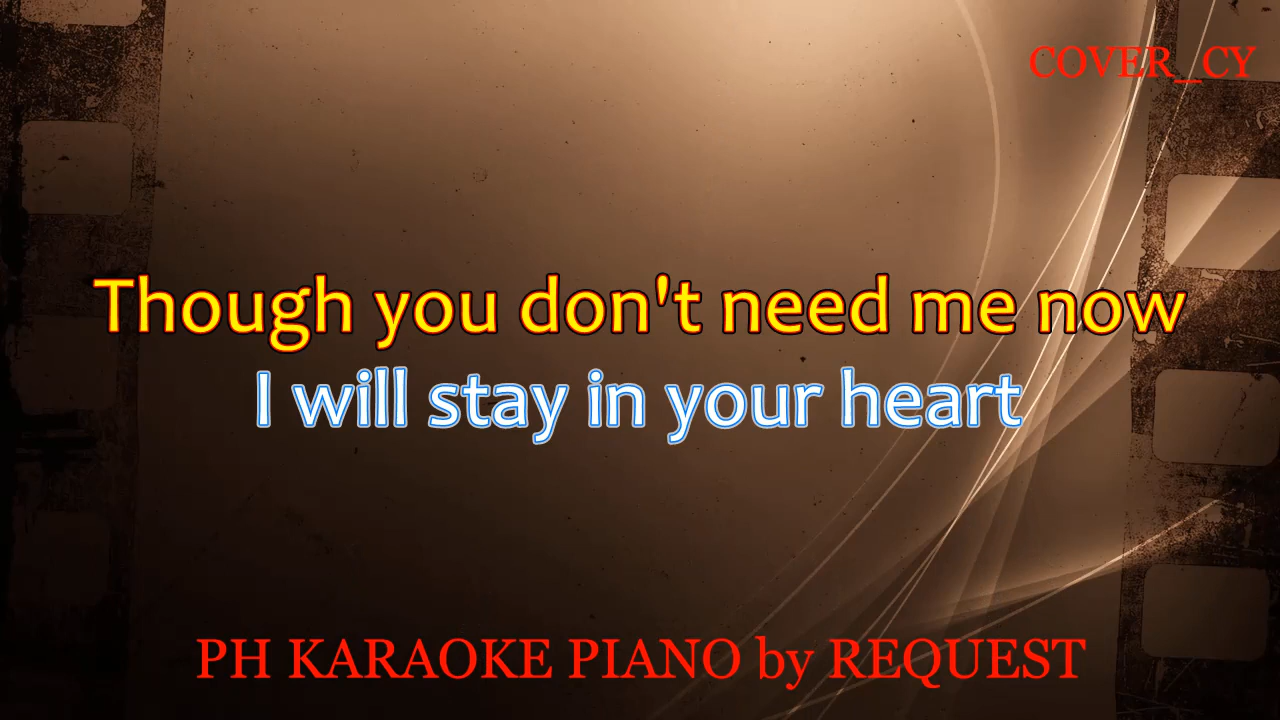 COVER_CY
Though you don't need me now
I will stay in your heart
PH KARAOKE PIANO by REQUEST